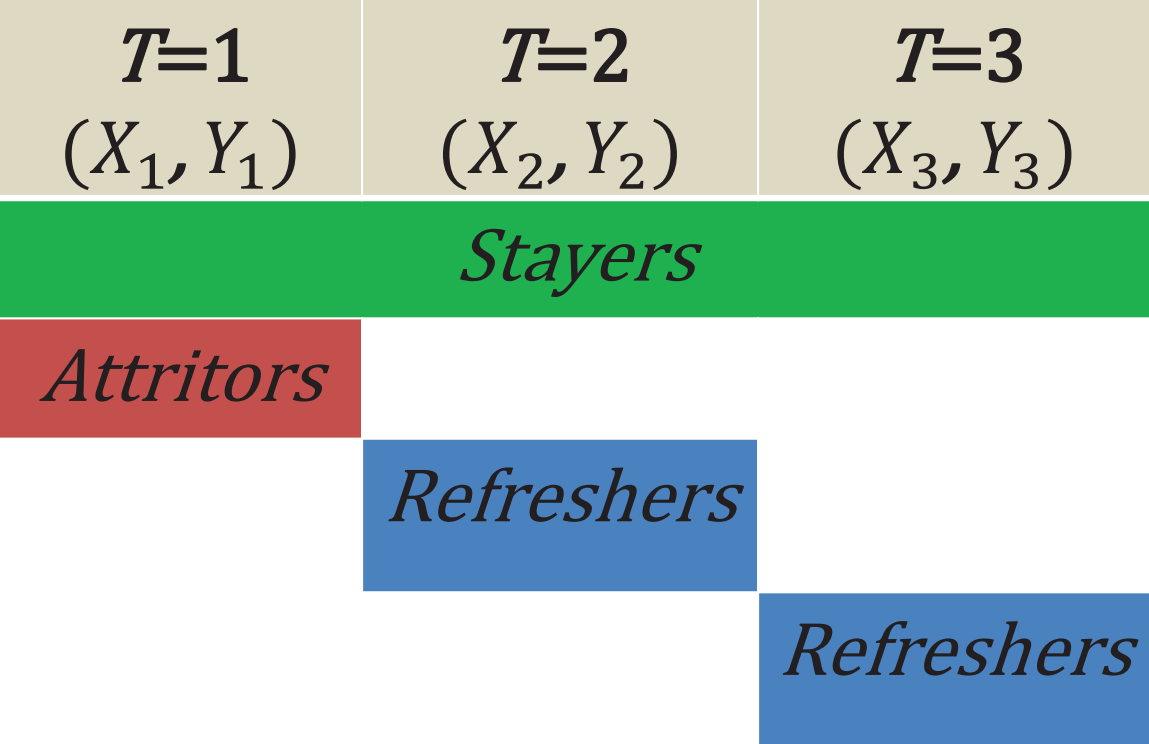 T=1 T=2 T=3
(X₁, Y₁) (X₂, Y₂) (X₃, Y₃)
Stayers
Attritors
Refreshers
Refreshers